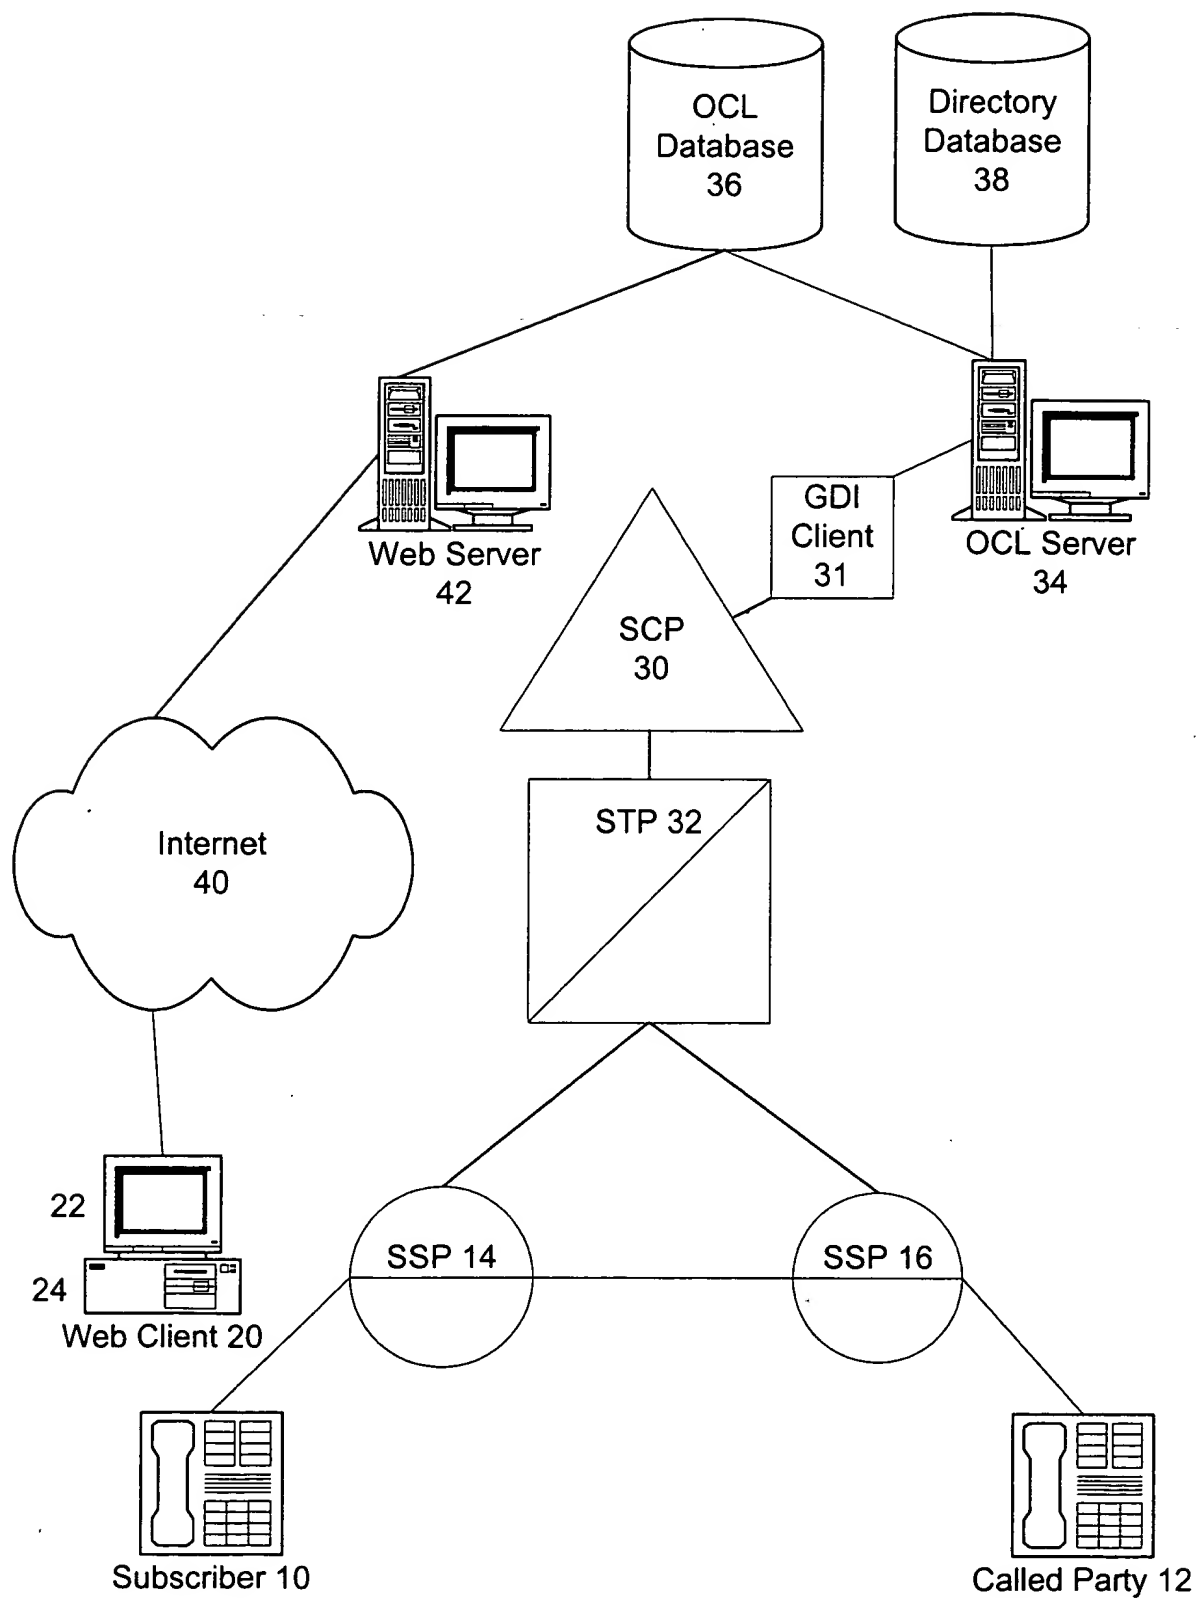 OCL
Database
36
Directory
Database
38
Web Server
42
GDI
Client
31
OCL Server
34
SCP
30
STP 32
Internet
40
22
24
Web Client 20
SSP 14
SSP 16
Subscriber 10
Called Party 12